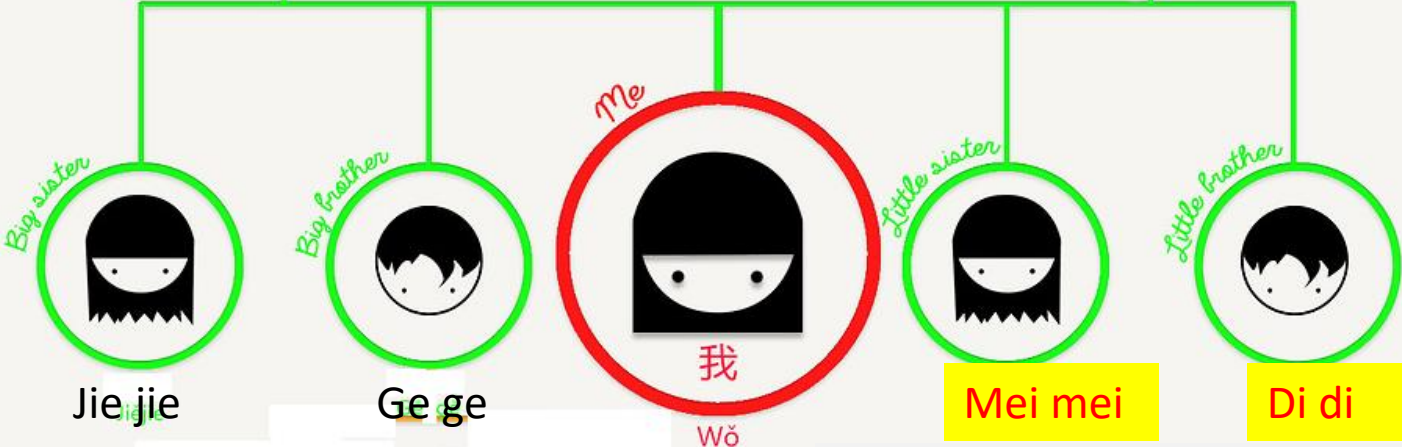 Me
Big sister
Big brother
Little sister
Little brother
我
Jie jie
Ge ge
Mei mei
Di di
Jiějie
Wǒ